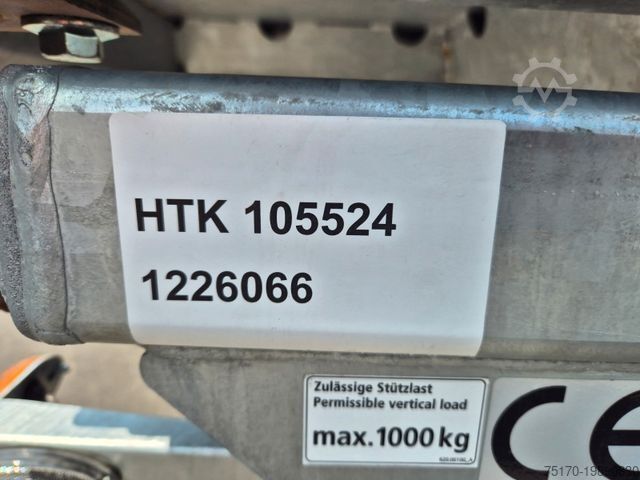 HTK 105524
1226066
Zulässige Stützlast
Permissible vertical load
max.1000 kg
CE